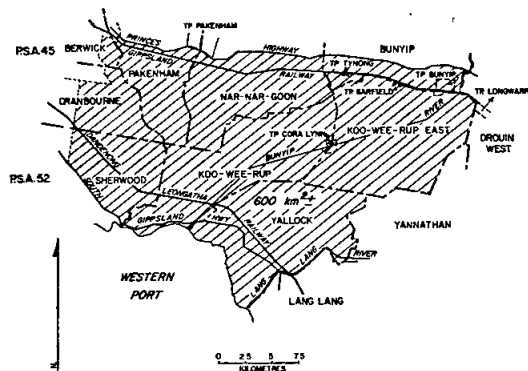 P.S.A. 45
BERWICK
PRINCES
GIPPSLAND
TP PAKENHAM
HIGHWAY
BUNYIP
RAILWAY
TP TYNONG
TP BUNYIP
PAKENHAM
TP GARFIELD
TP LONGWARRY
CRANBOURNE
NAR-NAR-GOON
RIVER
TP CORA LYNN
KOO-WEE-RUP EAST
DROUIN
WEST
BUNYIP
DANDENONG
P.S.A. 52
SHERWOOD
KOO-WEE-RUP
LEONGATHA
600 km²±
SOUTH
GIPPSLAND
HWY
RAILWAY
YALLOCK
YANNATHAN
WESTERN
PORT
LANG
LANG
RIVER
LANG LANG
N
0 2.5 5 7.5
KILOMETRES